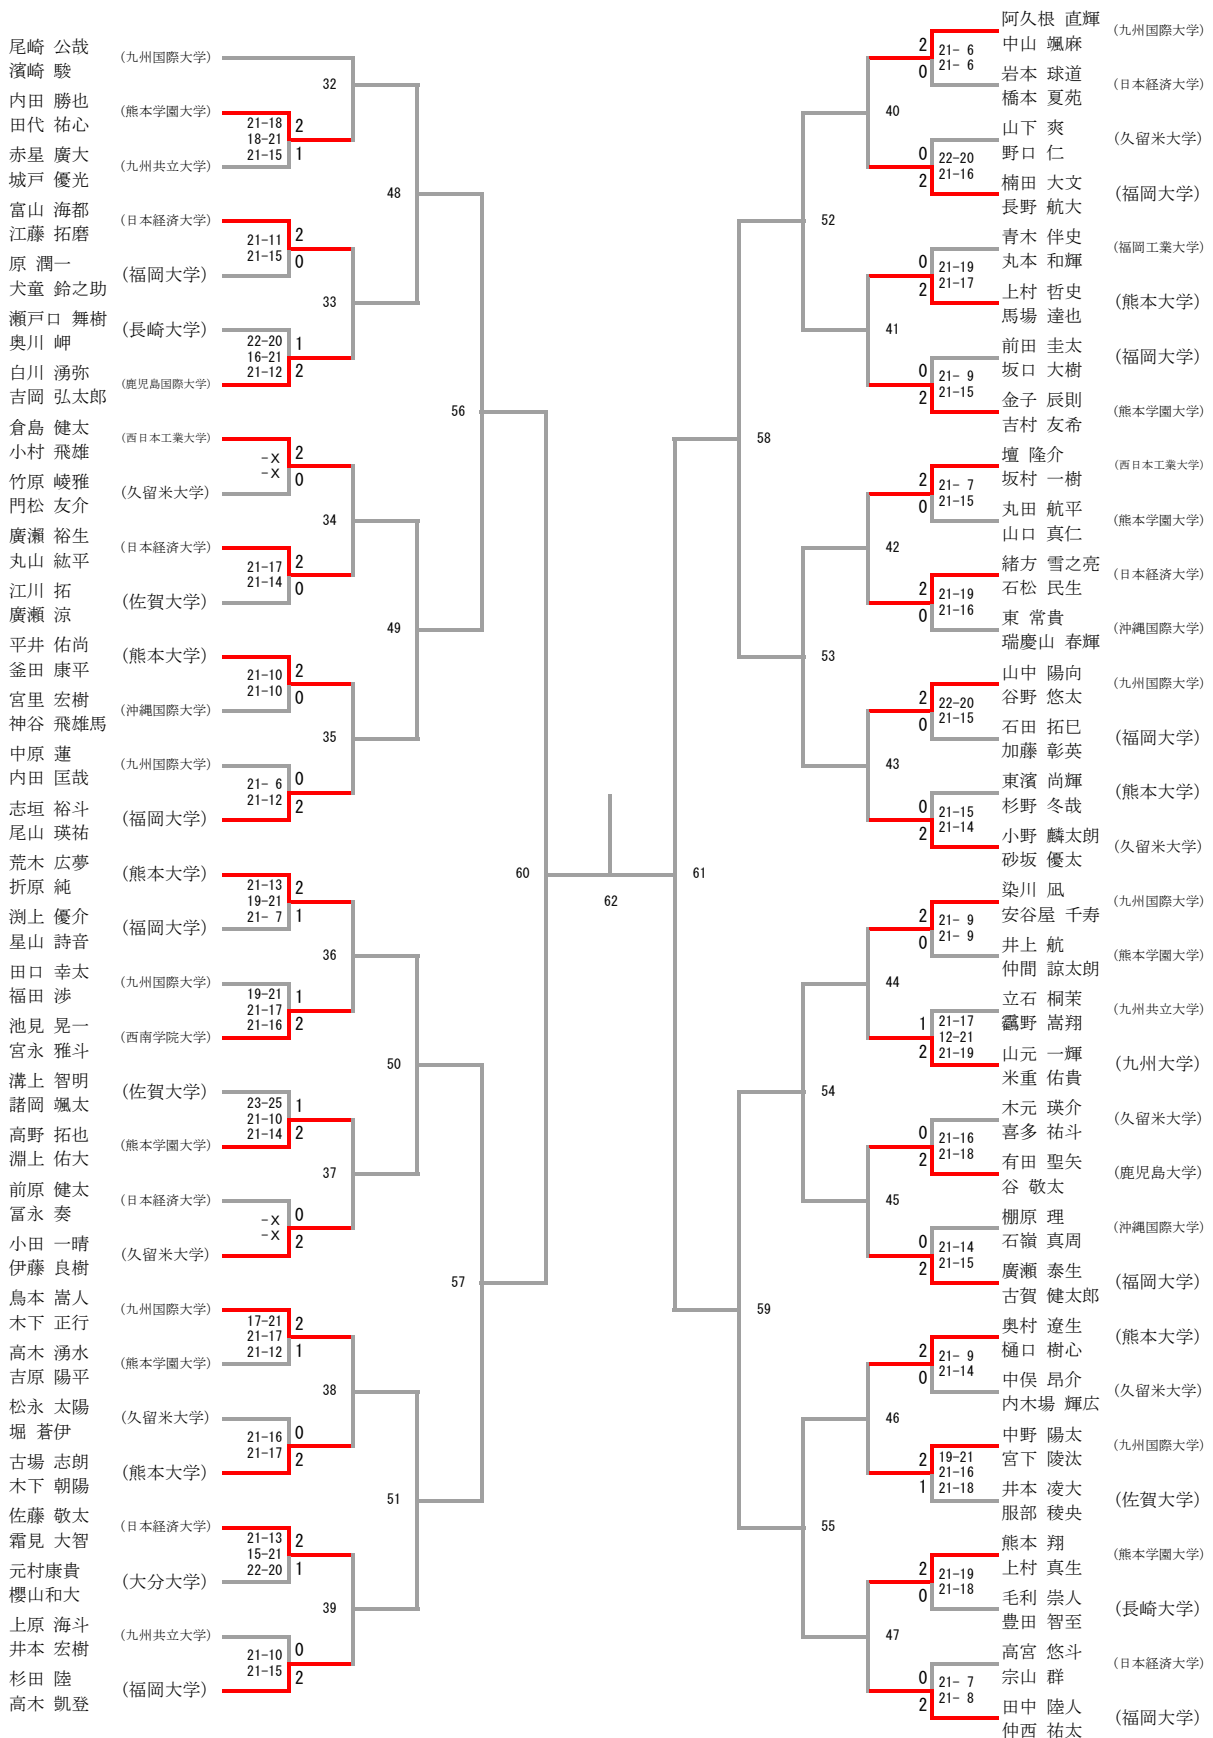 尾崎 公哉
濱崎 駿
(九州国際大学)
32
内田 勝也
田代 祐心
(熊本学園大学)
21-18
18-21
21-15
2
1
赤星 廣大
城戸 優光
(九州共立大学)
48
富山 海都
江藤 拓磨
(日本経済大学)
21-11
21-15
2
0
原 潤一
犬童 鈴之助
(福岡大学)
33
瀬戸口 舞樹
奥川 岬
(長崎大学)
22-20
16-21
21-12
1
2
白川 湧弥
吉岡 弘太郎
(鹿児島国際大学)
56
倉島 健太
小村 飛雄
(西日本工業大学)
-X
-X
2
0
竹原 崚雅
門松 友介
(久留米大学)
34
廣瀬 裕生
丸山 紘平
(日本経済大学)
21-17
21-14
2
0
江川 拓
廣瀬 涼
(佐賀大学)
49
平井 佑尚
釜田 康平
(熊本大学)
21-10
21-10
2
0
宮里 宏樹
神谷 飛雄馬
(沖縄国際大学)
35
中原 蓮
内田 匡哉
(九州国際大学)
21- 6
21-12
0
2
志垣 裕斗
尾山 瑛祐
(福岡大学)
60
荒木 広夢
折原 純
(熊本大学)
21-13
19-21
21- 7
2
1
渕上 優介
星山 詩音
(福岡大学)
36
田口 幸太
福田 渉
(九州国際大学)
19-21
21-17
21-16
1
2
池見 晃一
宮永 雅斗
(西南学院大学)
50
溝上 智明
諸岡 颯太
(佐賀大学)
23-25
21-10
21-14
1
2
高野 拓也
淵上 佑大
(熊本学園大学)
37
前原 健太
冨永 奏
(日本経済大学)
-X
-X
0
2
小田 一晴
伊藤 良樹
(久留米大学)
57
鳥本 嵩人
木下 正行
(九州国際大学)
17-21
21-17
21-12
2
1
高木 湧水
吉原 陽平
(熊本学園大学)
38
松永 太陽
堀 蒼伊
(久留米大学)
21-16
21-17
0
2
古場 志朗
木下 朝陽
(熊本大学)
51
佐藤 敬太
霜見 大智
(日本経済大学)
21-13
15-21
22-20
2
1
元村康貴
櫻山和大
(大分大学)
39
上原 海斗
井本 宏樹
(九州共立大学)
21-10
21-15
0
2
杉田 陸
高木 凱登
(福岡大学)
62
61
阿久根 直輝
中山 颯麻
(九州国際大学)
2
0
21- 6
21- 6
岩本 球道
橋本 夏苑
(日本経済大学)
40
山下 爽
野口 仁
(久留米大学)
0
2
22-20
21-16
楠田 大文
長野 航大
(福岡大学)
52
青木 伴史
丸本 和輝
(福岡工業大学)
0
2
21-19
21-17
上村 哲史
馬場 達也
(熊本大学)
41
前田 圭太
坂口 大樹
(福岡大学)
0
2
21- 9
21-15
金子 辰則
吉村 友希
(熊本学園大学)
58
壇 隆介
坂村 一樹
(西日本工業大学)
2
0
21- 7
21-15
丸田 航平
山口 真仁
(熊本学園大学)
42
緒方 雪之亮
石松 民生
(日本経済大学)
2
0
21-19
21-16
東 常貴
瑞慶山 春輝
(沖縄国際大学)
53
山中 陽向
谷野 悠太
(九州国際大学)
2
0
22-20
21-15
石田 拓巳
加藤 彰英
(福岡大学)
43
東濱 尚輝
杉野 冬哉
(熊本大学)
0
2
21-15
21-14
小野 麟太朗
砂坂 優太
(久留米大学)
染川 凪
安谷屋 千寿
(九州国際大学)
2
0
21- 9
21- 9
井上 航
仲間 諒太朗
(熊本学園大学)
44
立石 桐茉
靍野 嵩翔
(九州共立大学)
1
2
21-17
12-21
21-19
山元 一輝
米重 佑貴
(九州大学)
54
木元 瑛介
喜多 祐斗
(久留米大学)
0
2
21-16
21-18
有田 聖矢
谷 敬太
(鹿児島大学)
45
棚原 理
石嶺 真周
(沖縄国際大学)
0
2
21-14
21-15
廣瀬 泰生
古賀 健太郎
(福岡大学)
59
奥村 遼生
樋口 樹心
(熊本大学)
2
0
21- 9
21-14
中俣 昂介
内木場 輝広
(久留米大学)
46
中野 陽太
宮下 陵汰
(九州国際大学)
2
1
19-21
21-16
21-18
井本 凌大
服部 稜央
(佐賀大学)
55
熊本 翔
上村 真生
(熊本学園大学)
2
0
21-19
21-18
毛利 崇人
豊田 智至
(長崎大学)
47
高宮 悠斗
宗山 群
(日本経済大学)
0
2
21- 7
21- 8
田中 陸人
仲西 祐太
(福岡大学)